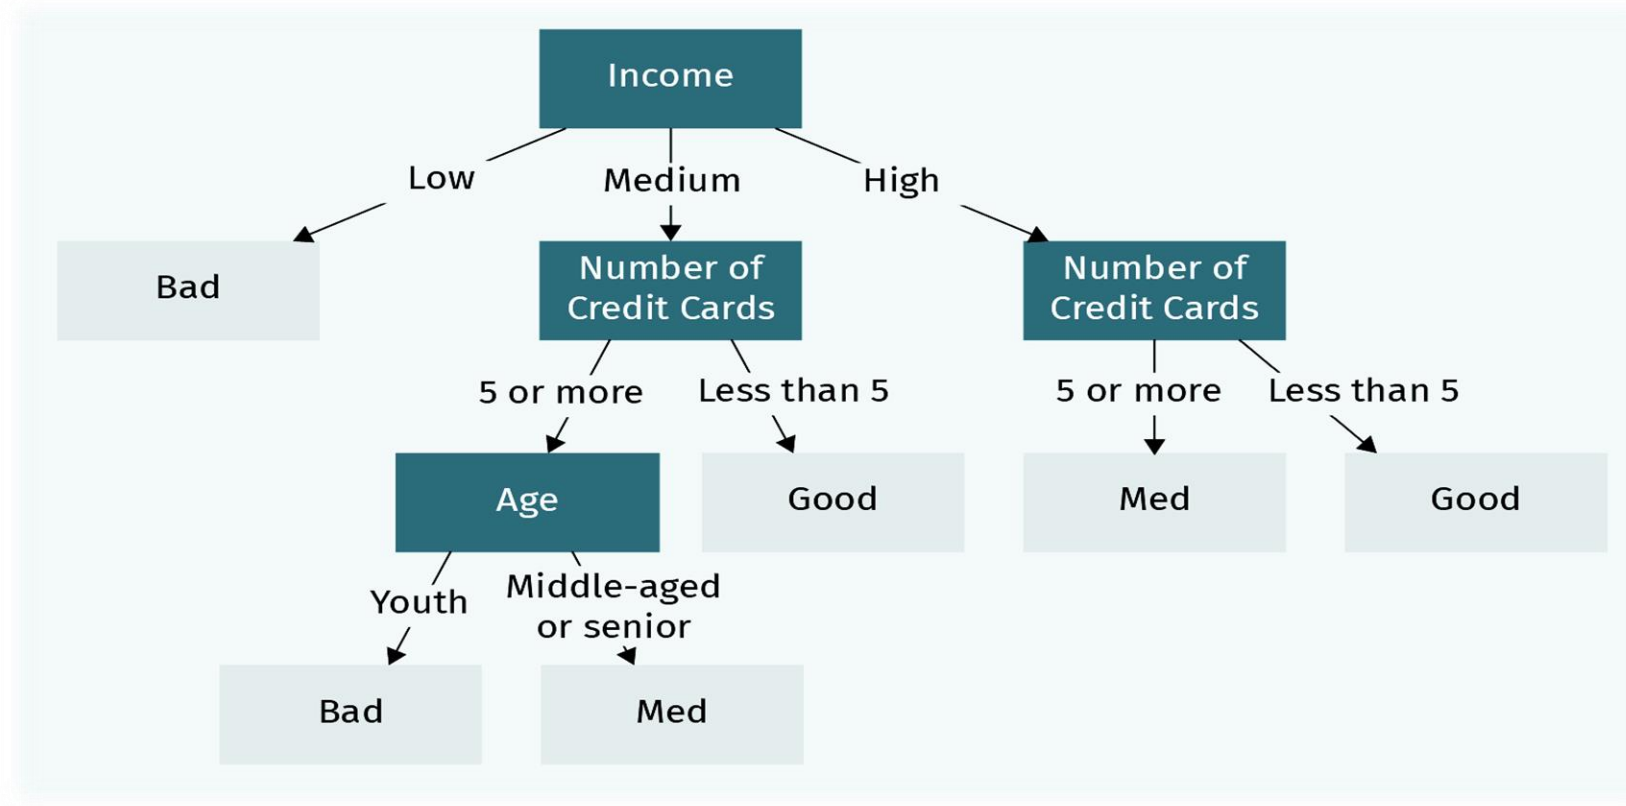 Income
Low
Medium
High
Bad
Number of
Credit Cards
Number of
Credit Cards
5 or more
Less than 5
5 or more
Less than 5
Age
Good
Med
Good
Youth
Middle-aged
or senior
Bad
Med